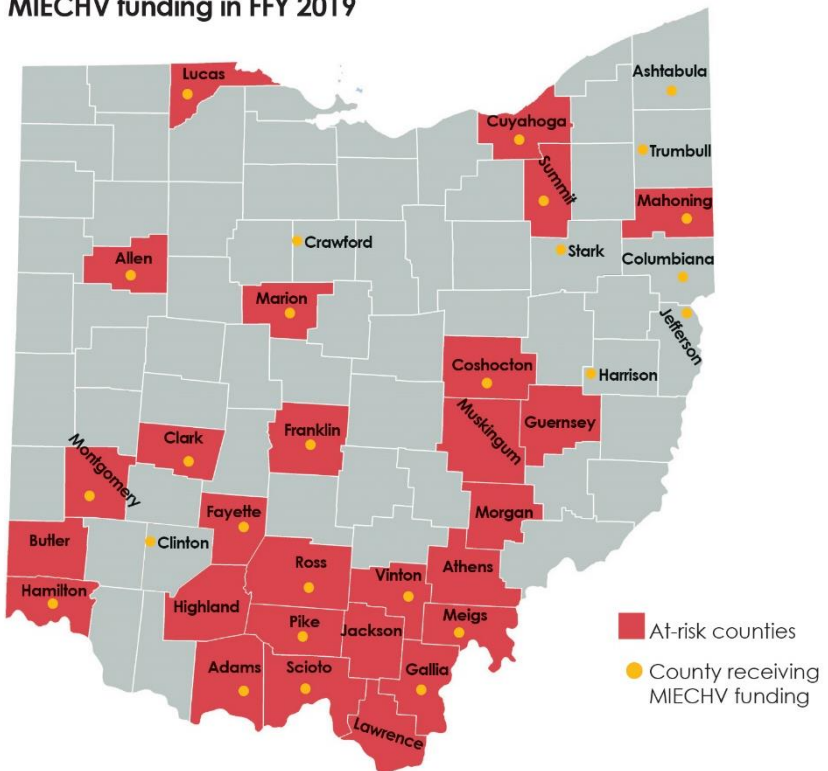 MIECHV funding in FFY 2019
Lucas
Ashtabula
Cuyahoga
Trumbull
Summit
Mahoning
Crawford
Stark
Allen
Columbiana
Marion
Jefferson
Coshocton
Harrison
Muskingum
Guernsey
Clark
Franklin
Montgomery
Fayette
Morgan
Butler
Clinton
Ross
Athens
Vinton
Hamilton
Highland
Meigs
Pike
Jackson
At-risk counties
Adams
Scioto
Gallia
County receiving
MIECHV funding
Lawrence